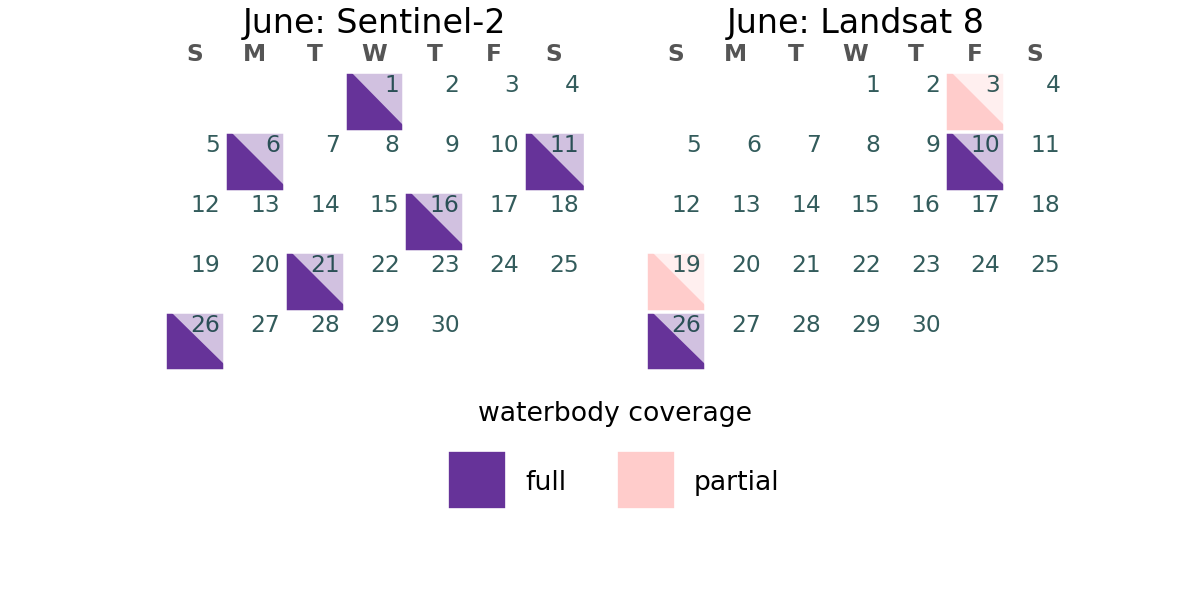 June: Sentinel-2
S M T W T F S
1 2 3 4
5 6 7 8 9 10 11
12 13 14 15 16 17 18
19 20 21 22 23 24 25
26 27 28 29 30
June: Landsat 8
S M T W T F S
1 2 3 4
5 6 7 8 9 10 11
12 13 14 15 16 17 18
19 20 21 22 23 24 25
26 27 28 29 30
waterbody coverage
full
partial